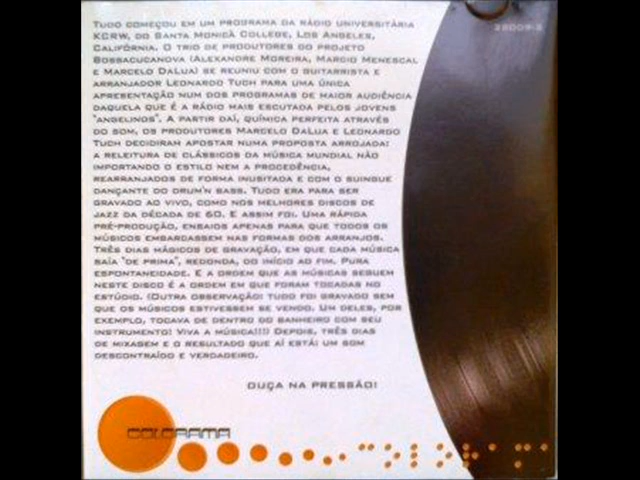 28009-2
TUDO COMEÇOU EM UM PROGRAMA DA RÁDIO UNIVERSITÁRIA
KCRW, DO SANTA MONICA COLLEGE, LOS ANGELES,
CALIFÓRNIA. O TRIO DE PRODUTORES DO PROJETO
BOSSACUCANOVA (ALEXANDRE MOREIRA, MARCIO MENESCAL
E MARCELO DALUA) SE REUNIU COM O GUITARRISTA E
ARRANJADOR LEONARDO TUCH PARA UMA ÚNICA
APRESENTAÇÃO NUM DOS PROGRAMAS DE MAIOR AUDIÊNCIA
DAQUELA QUE É A RÁDIO MAIS ESCUTADA PELOS JOVENS
"ANGELINOS". A PARTIR DAÍ, QUÍMICA PERFEITA ATRAVÉS
DO SOM, OS PRODUTORES MARCELO DALUA E LEONARDO
TUCH DECIDIRAM APOSTAR NUMA PROPOSTA ARROJADA:
A RELEITURA DE CLÁSSICOS DA MÚSICA MUNDIAL NÃO
IMPORTANDO O ESTILO NEM A PROCEDÊNCIA,
REARRANJADOS DE FORMA INUSITADA E COM O SUINGUE
DANÇANTE DO DRUM'N BASS. TUDO ERA PARA SER
GRAVADO AO VIVO, COMO NOS MELHORES DISCOS DE
JAZZ DA DÉCADA DE 60. E ASSIM FOI. UMA RÁPIDA
PRÉ-PRODUÇÃO, ENSAIOS APENAS PARA QUE TODOS OS
MÚSICOS EMBARCASSEM NAS FORMAS DOS ARRANJOS.
TRÊS DIAS MÁGICOS DE GRAVAÇÃO, EM QUE CADA MÚSICA
SAÍA "DE PRIMA", REDONDA, DO INÍCIO AO FIM. PURA
ESPONTANEIDADE. E A ORDEM QUE AS MÚSICAS SEGUEM
NESTE DISCO É A ORDEM EM QUE FORAM TOCADAS NO
ESTÚDIO. (OUTRA OBSERVAÇÃO: TUDO FOI GRAVADO SEM
QUE OS MÚSICOS ESTIVESSEM SE VENDO. UM DELES, POR
EXEMPLO, TOCAVA DE DENTRO DO BANHEIRO COM SEU
INSTRUMENTO! VIVA A MÚSICA!!!) DEPOIS, TRÊS DIAS
DE MIXAGEM E O RESULTADO QUE AÍ ESTÁ: UM SOM
DESCONTRAÍDO E VERDADEIRO.
OUÇA NA PRESSÃO!
COLORAMA